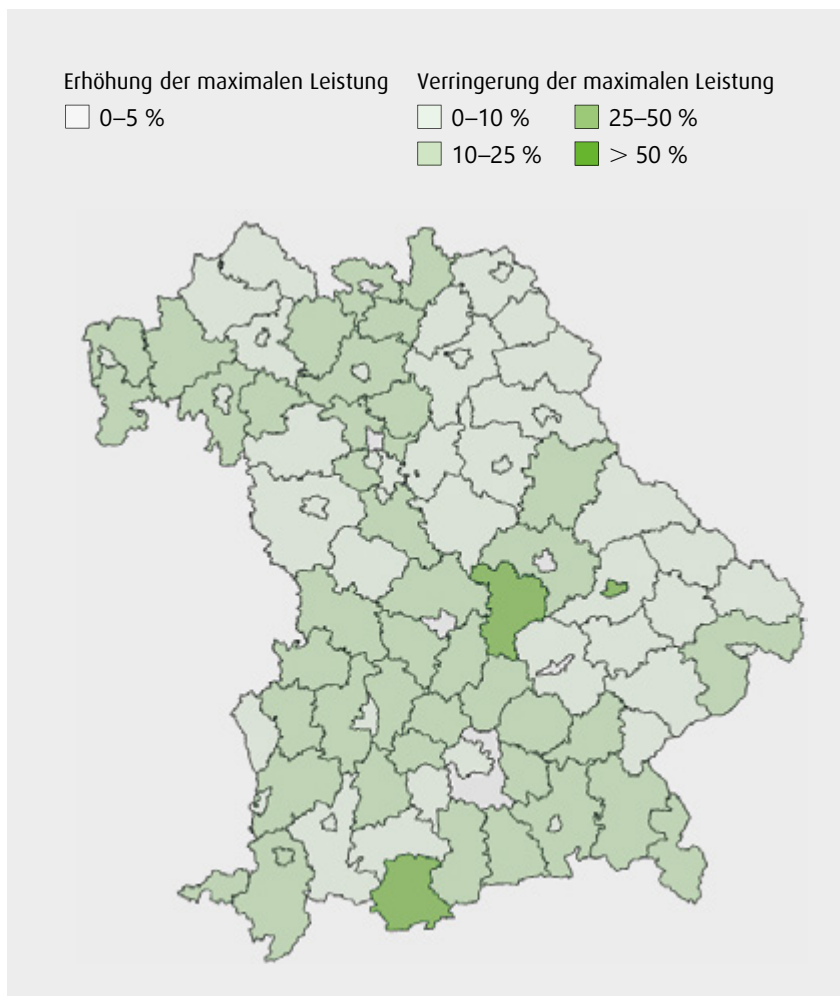 Erhöhung der maximalen Leistung
0–5 %
Verringerung der maximalen Leistung
0–10 % 25–50 %
10–25 % > 50 %